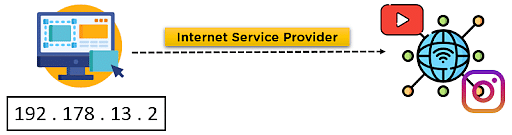 Internet Service Provider
192 . 178 . 13 . 2